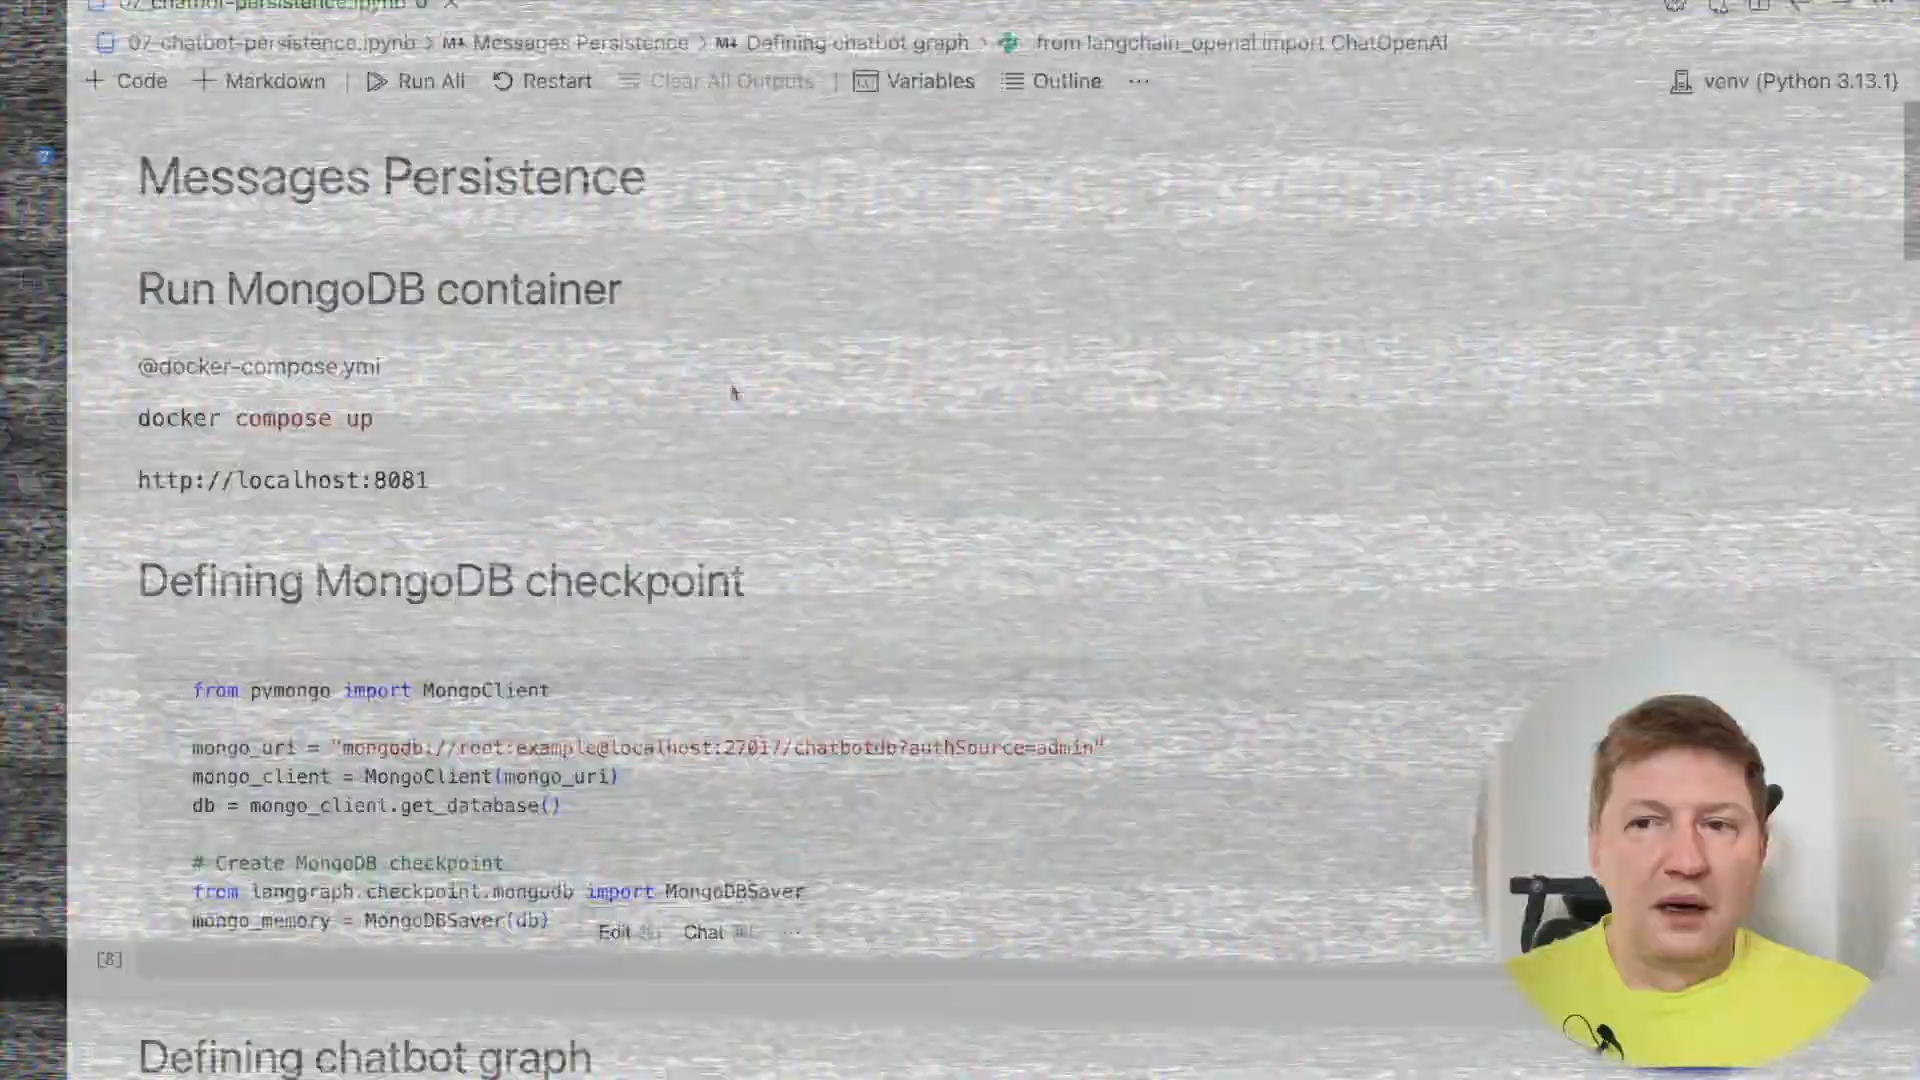 07-chatbot-persistence.ipynb
07-chatbot-persistence.ipynb > M↓ Messages Persistence > M↓ Defining chatbot graph > from langchain_openai import ChatOpenAI
+ Code + Markdown | Run All Restart Clear All Outputs | Variables Outline ···
venv (Python 3.13.1)
Messages Persistence
Run MongoDB container
@docker-compose.yml
docker compose up
http://localhost:8081
Defining MongoDB checkpoint
from pymongo import MongoClient
mongo_uri = "mongodb://root:example@localhost:27017/chatbotdb?authSource=admin"
mongo_client = MongoClient(mongo_uri)
db = mongo_client.get_database()
# Create MongoDB checkpoint
from langgraph.checkpoint.mongodb import MongoDBSaver
mongo_memory = MongoDBSaver(db)
Edit Chat ···
[8]
Defining chatbot graph